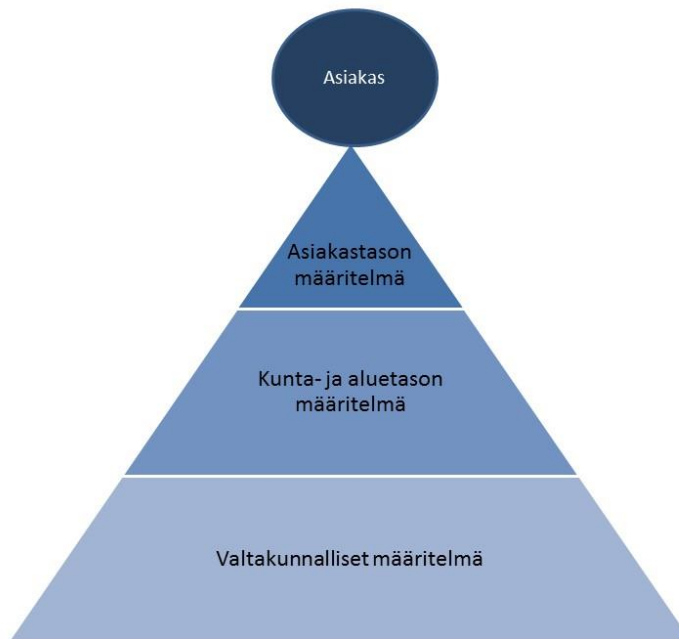 Asiakas
Asiakastason
määritelmä
Kunta- ja aluetason
määritelmä
Valtakunnalliset määritelmä